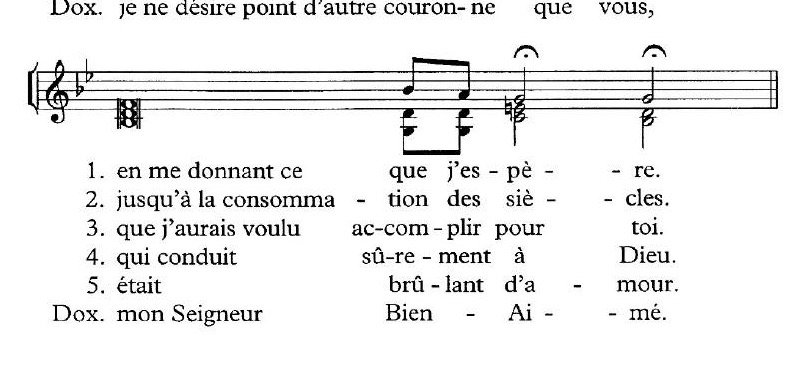 Dox. je ne désire point d'autre couron- ne que vous,
1. en me donnant ce que j'es - pè - - re.
2. jusqu'à la consomma - tion des siè - - cles.
3. que j'aurais voulu ac-com-plir pour toi.
4. qui conduit sû-re - ment à Dieu.
5. était brû - lant d'a - mour.
Dox. mon Seigneur Bien - Ai - - mé.